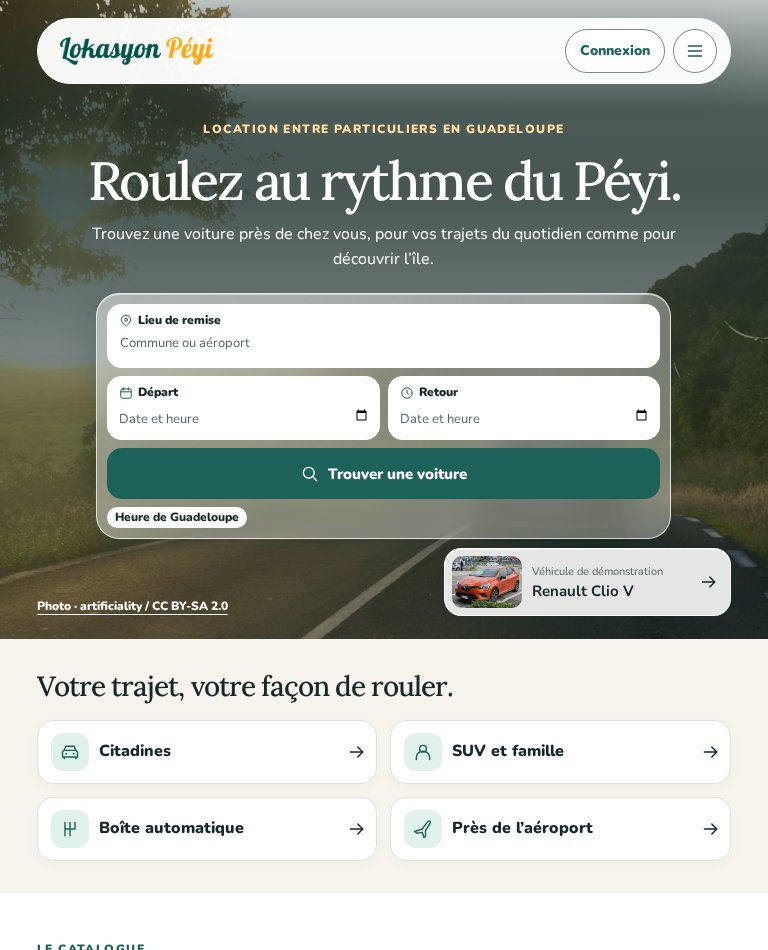 Lokasyon Péyi
Connexion
LOCATION ENTRE PARTICULIERS EN GUADELOUPE
Roulez au rythme du Péyi.
Trouvez une voiture près de chez vous, pour vos trajets du quotidien comme pour
découvrir l’île.
Lieu de remise
Commune ou aéroport
Départ
Date et heure
Retour
Date et heure
Trouver une voiture
Heure de Guadeloupe
Véhicule de démonstration
Renault Clio V
Photo · artificiality / CC BY-SA 2.0
Votre trajet, votre façon de rouler.
Citadines
SUV et famille
Boîte automatique
Près de l’aéroport
LE CATALOGUE